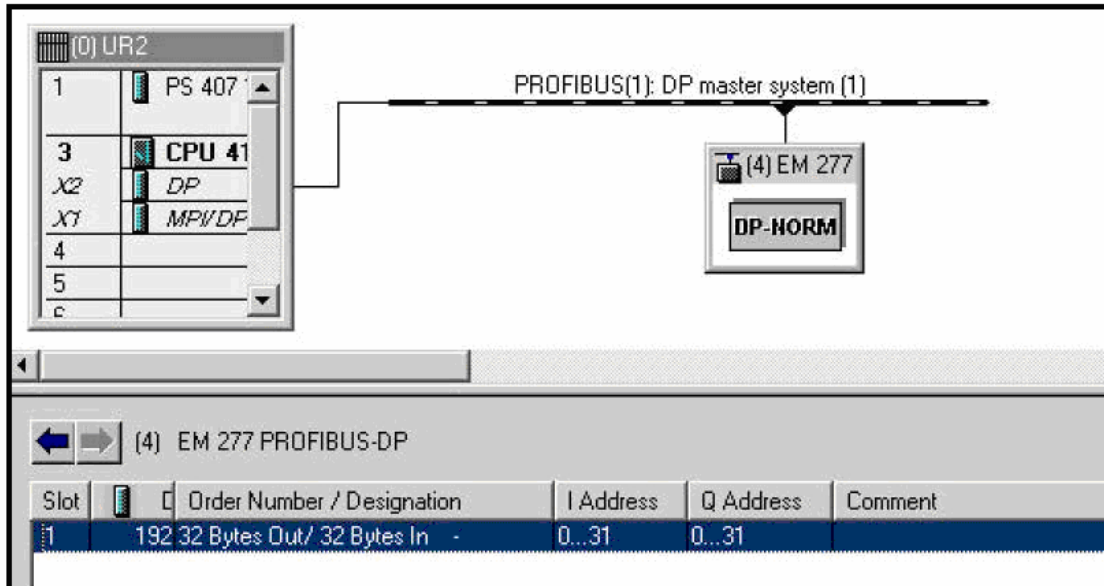 (0) UR2
1 PS 407
3 CPU 41
X2 DP
X1 MPI/DP
4
5
PROFIBUS(1): DP master system (1)
(4) EM 277
DP-NORM
(4) EM 277 PROFIBUS-DP
Slot D Order Number / Designation I Address Q Address Comment
1 192 32 Bytes Out/ 32 Bytes In - 0...31 0...31